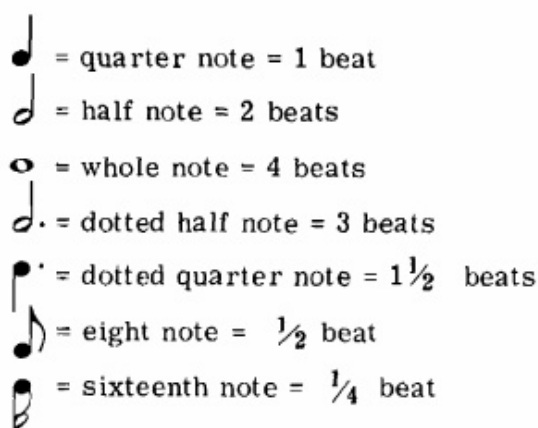 = quarter note = 1 beat
= half note = 2 beats
= whole note = 4 beats
= dotted half note = 3 beats
= dotted quarter note = 1½ beats
= eight note = ½ beat
= sixteenth note = ¼ beat